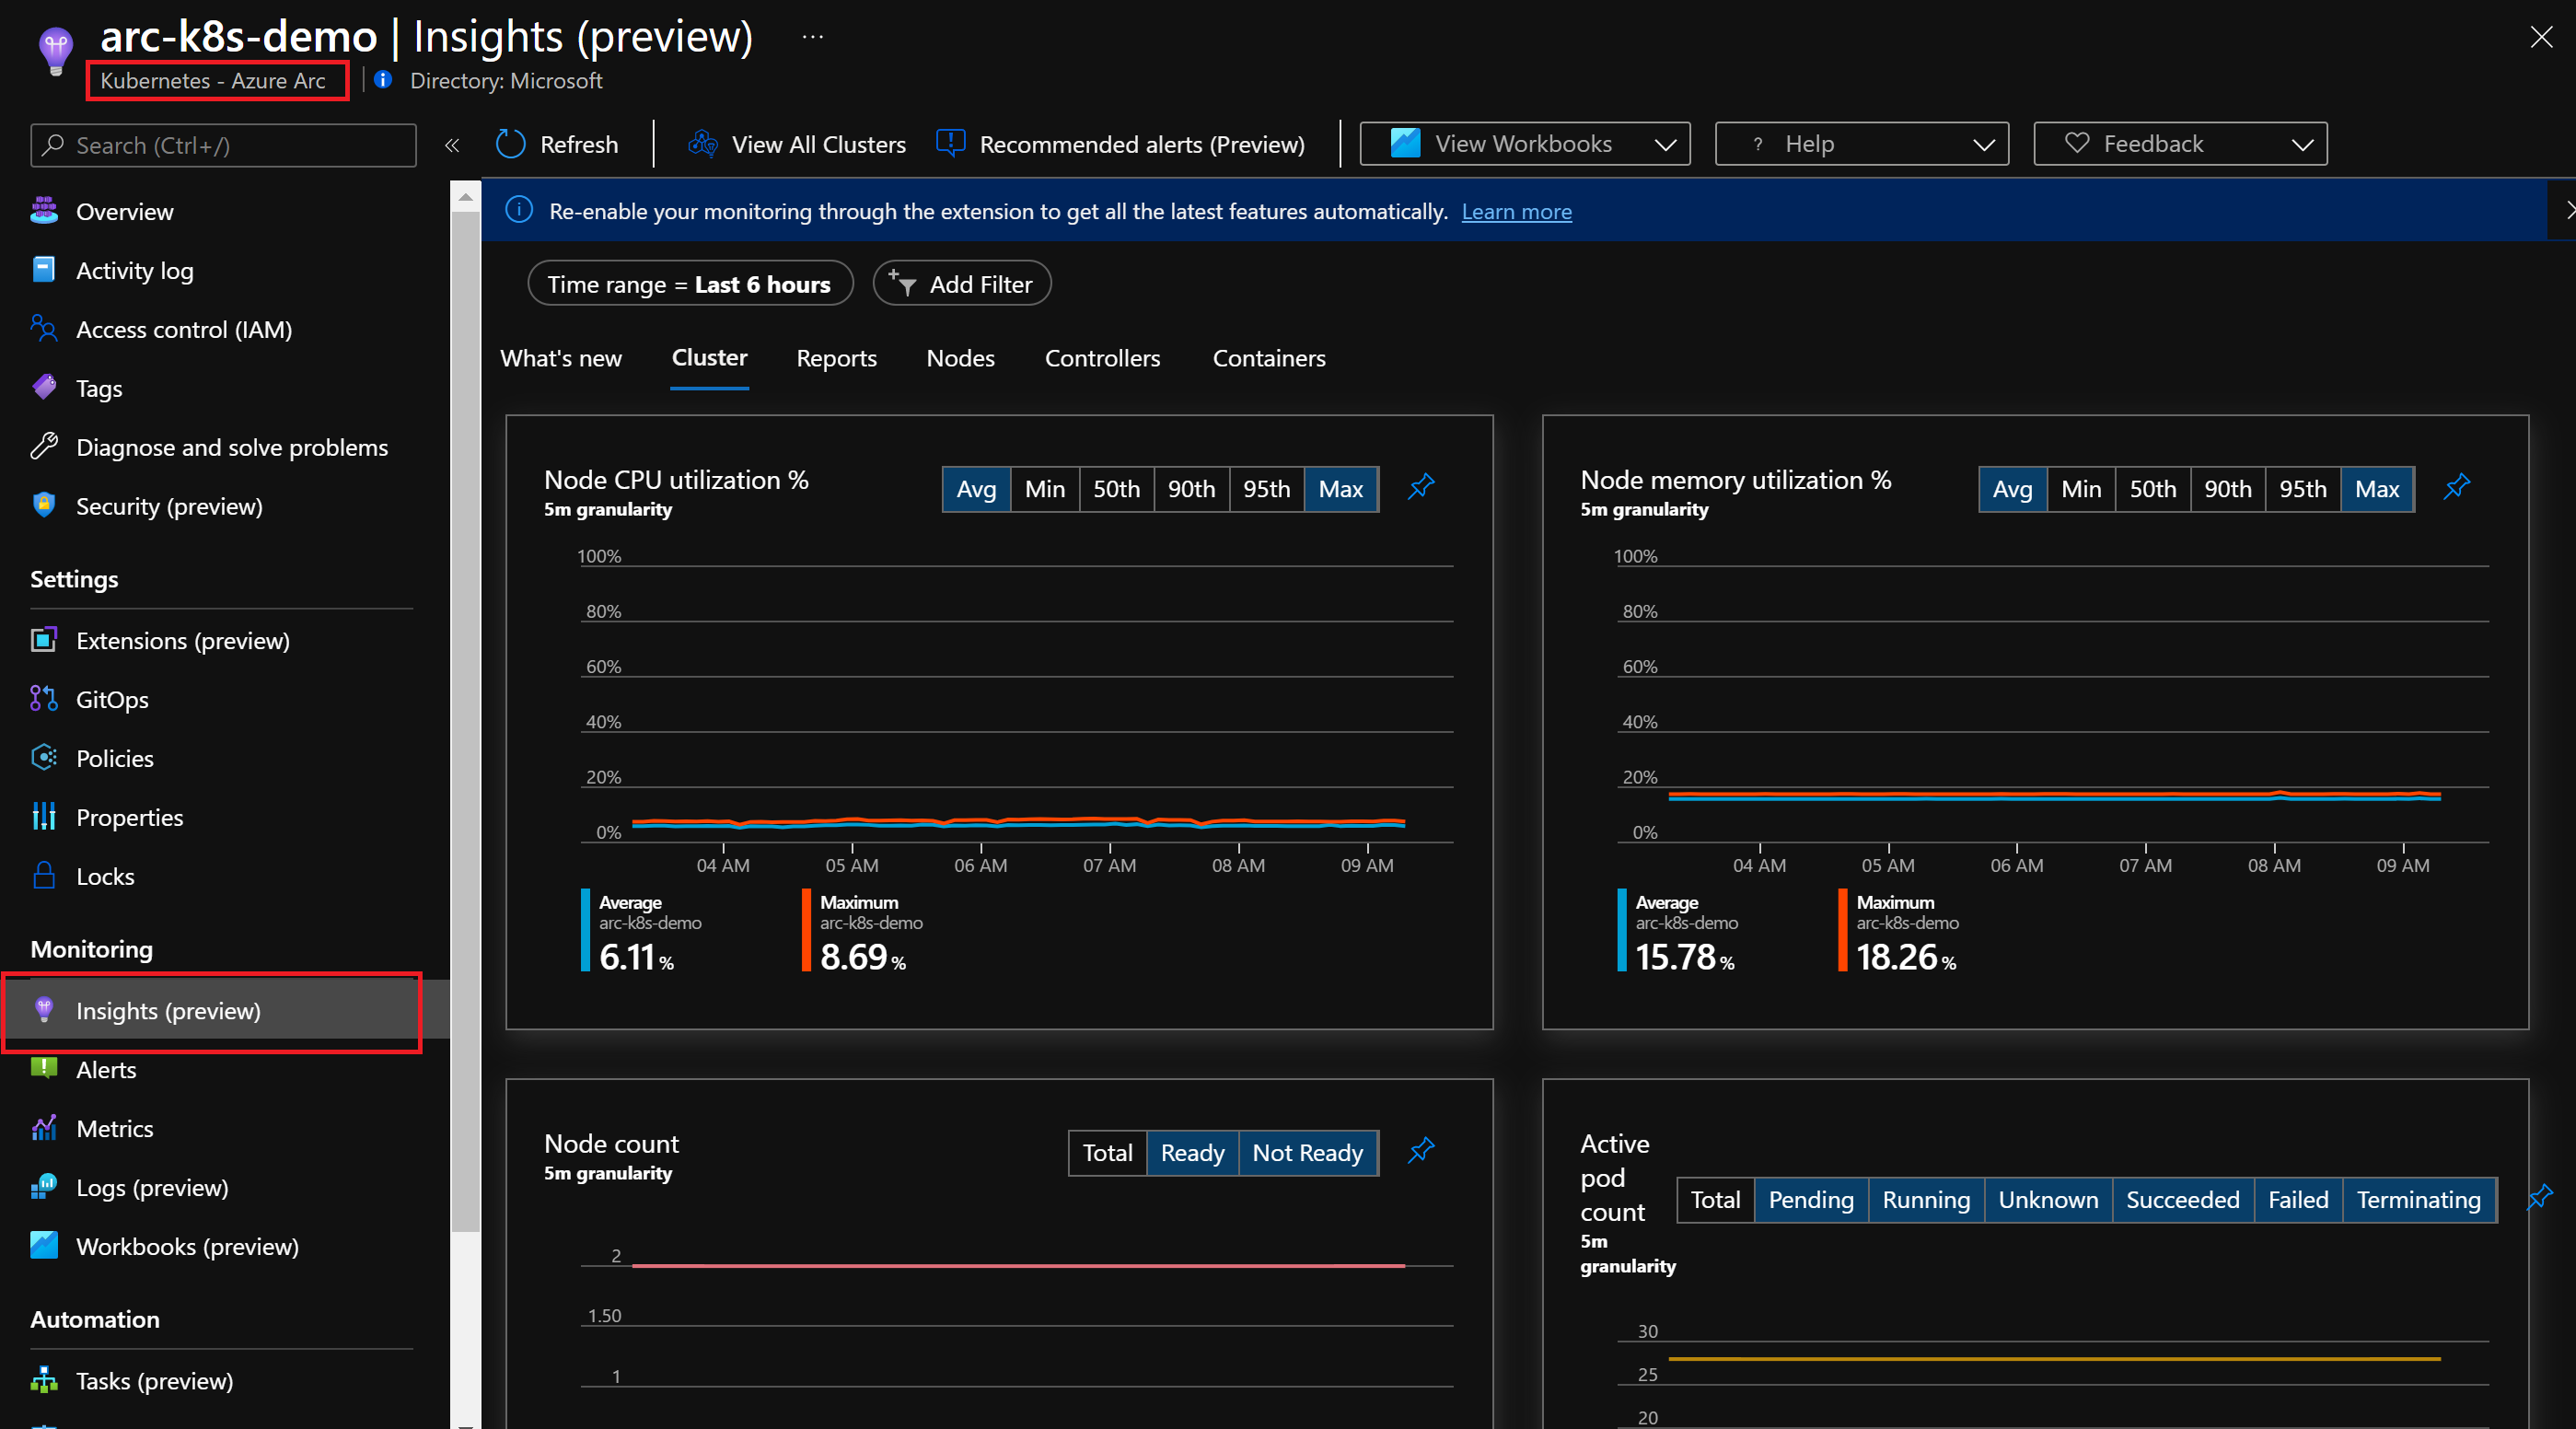 arc-k8s-demo | Insights (preview) ...
Kubernetes - Azure Arc
Directory: Microsoft
Search (Ctrl+/)
«
Refresh
View All Clusters
Recommended alerts (Preview)
View Workbooks
? Help
Feedback
Overview
Activity log
Access control (IAM)
Tags
Diagnose and solve problems
Security (preview)
Settings
Extensions (preview)
GitOps
Policies
Properties
Locks
Monitoring
Insights (preview)
Alerts
Metrics
Logs (preview)
Workbooks (preview)
Automation
Tasks (preview)
Re-enable your monitoring through the extension to get all the latest features automatically. Learn more
Time range = Last 6 hours
Add Filter
What's new Cluster Reports Nodes Controllers Containers
Node CPU utilization %
5m granularity
Avg Min 50th 90th 95th Max
100%
80%
60%
40%
20%
0%
04 AM 05 AM 06 AM 07 AM 08 AM 09 AM
Average
arc-k8s-demo
6.11 %
Maximum
arc-k8s-demo
8.69 %
Node memory utilization %
5m granularity
Avg Min 50th 90th 95th Max
100%
80%
60%
40%
20%
0%
04 AM 05 AM 06 AM 07 AM 08 AM 09 AM
Average
arc-k8s-demo
15.78 %
Maximum
arc-k8s-demo
18.26 %
Node count
5m granularity
Total Ready Not Ready
2
1.50
1
Active
pod
count
5m
granularity
Total Pending Running Unknown Succeeded Failed Terminating
30
25
20